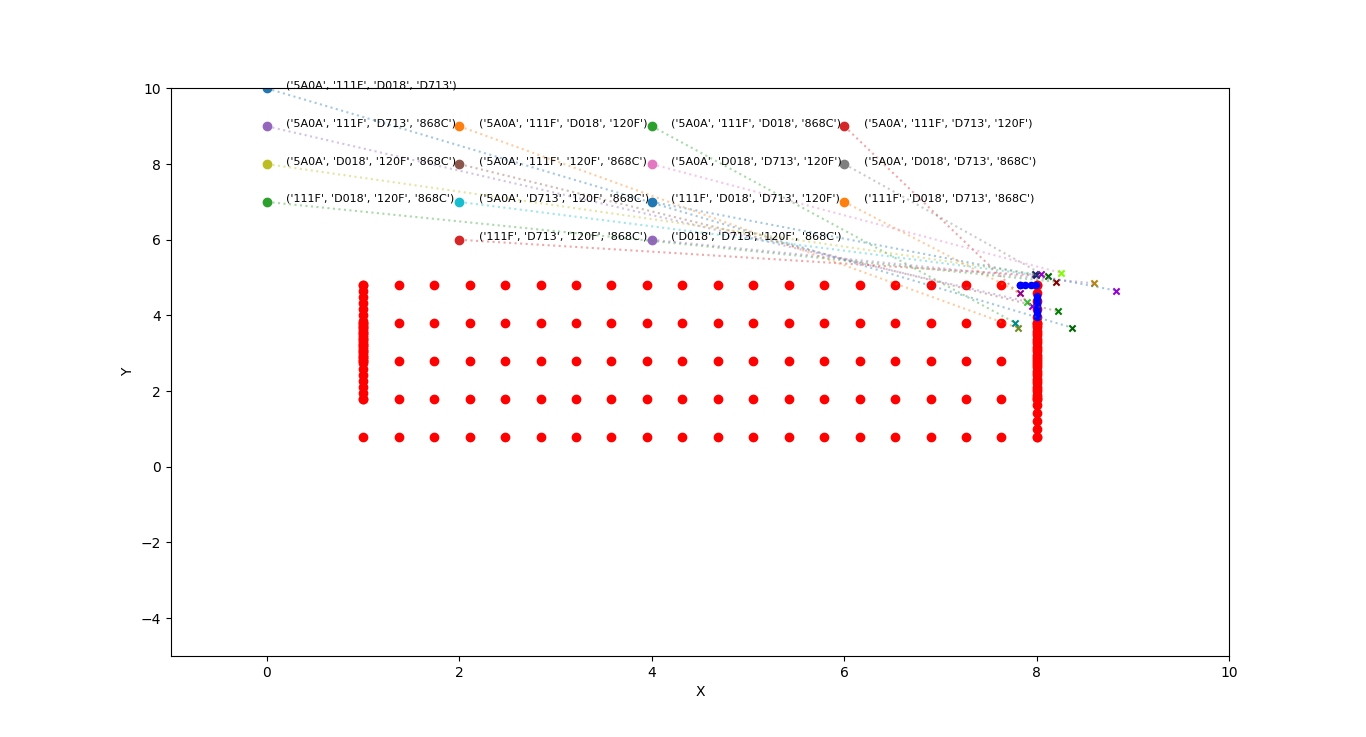 10
('5A0A', '111F', 'D018', 'D713')
('5A0A', '111F', 'D713', '868C') ('5A0A', '111F', 'D018', '120F') ('5A0A', '111F', 'D018', '868C') ('5A0A', '111F', 'D713', '120F')
8
('5A0A', 'D018', '120F', '868C') ('5A0A', '111F', '120F', '868C') ('5A0A', 'D018', 'D713', '120F') ('5A0A', 'D018', 'D713', '868C')
('111F', 'D018', '120F', '868C') ('5A0A', 'D713', '120F', '868C') ('111F', 'D018', 'D713', '120F') ('111F', 'D018', 'D713', '868C')
6
('111F', 'D713', '120F', '868C') ('D018', 'D713', '120F', '868C')
4
Y
2
0
−2
−4
0 2 4 6 8 10
X